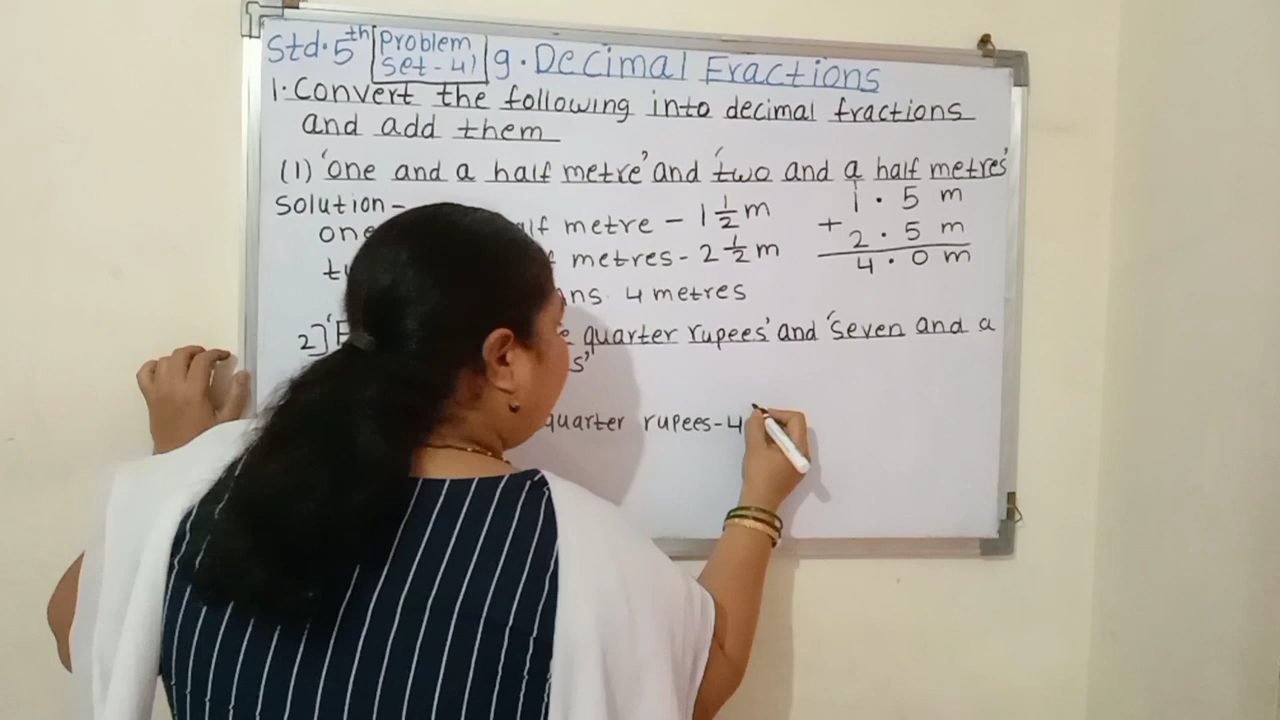 Std. 5th Problem Set-41 9. Decimal Fractions
1. Convert the following into decimal fractions
and add them
(1) 'one and a half metre' and 'two and a half metres'
Solution-
one half metre - 1 1/2 m
metres - 2 1/2 m
ans. 4 metres
1 . 5 m
+ 2 . 5 m
4 . 0 m
2] quarter rupees' and 'seven and a
quarter rupees - 4